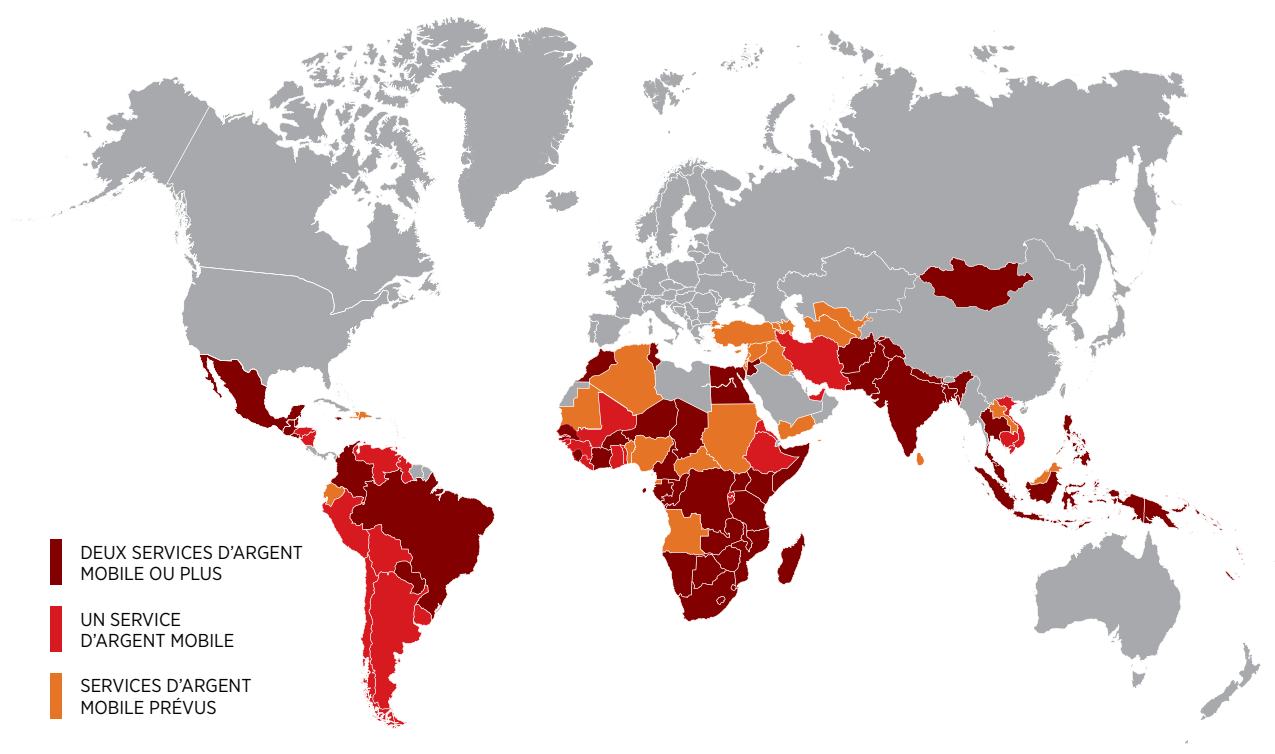 DEUX SERVICES D’ARGENT
MOBILE OU PLUS
UN SERVICE
D’ARGENT MOBILE
SERVICES D’ARGENT
MOBILE PRÉVUS